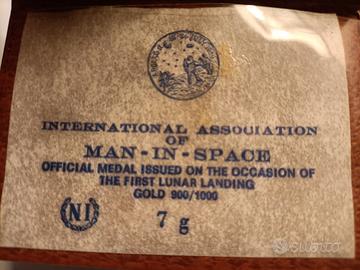 INTERNATIONAL ASSOCIATION
OF
MAN-IN-SPACE
OFFICIAL MEDAL ISSUED ON THE OCCASION OF
THE FIRST LUNAR LANDING
GOLD 900/1000
NI
7 g
subito